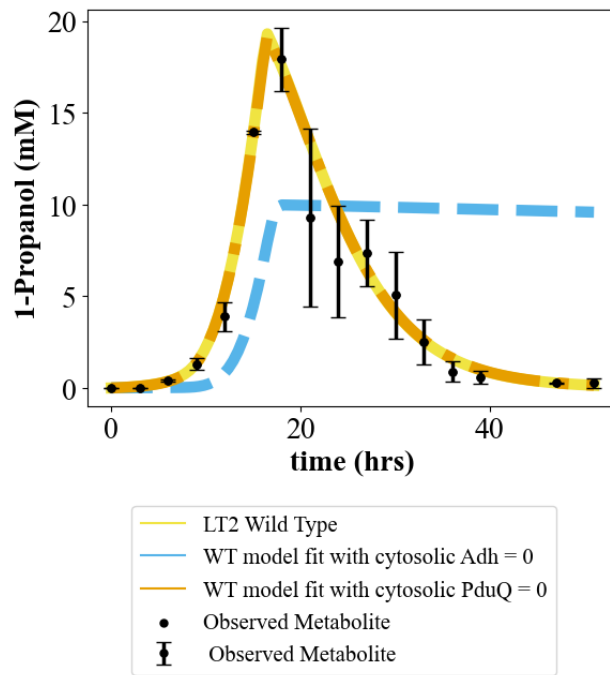 20
15
10
5
0
1-Propanol (mM)
0 20 40
time (hrs)
LT2 Wild Type
WT model fit with cytosolic Adh = 0
WT model fit with cytosolic PduQ = 0
Observed Metabolite
Observed Metabolite